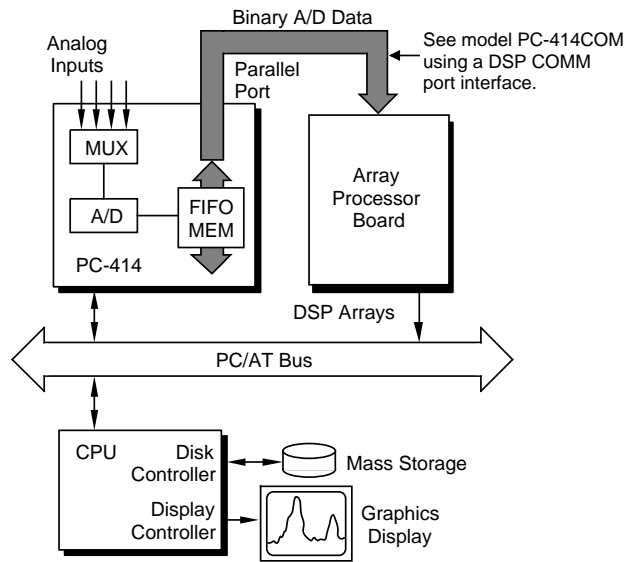 Binary A/D Data
Analog
Inputs
Parallel
Port
See model PC-414COM
using a DSP COMM
port interface.
MUX
A/D
FIFO
MEM
PC-414
Array
Processor
Board
DSP Arrays
PC/AT Bus
CPU
Disk
Controller
Mass Storage
Display
Controller
Graphics
Display